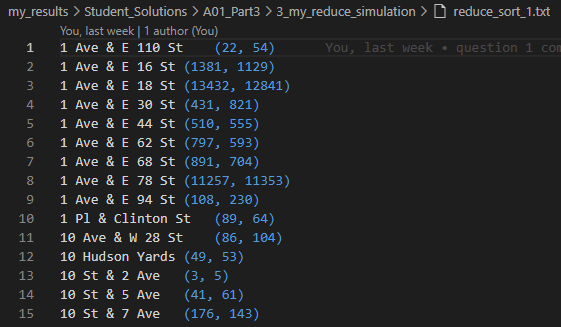 my_results > Student_Solutions > A01_Part3 > 3_my_reduce_simulation > reduce_sort_1.txt
You, last week | 1 author (You)
1 1 Ave & E 110 St (22, 54) You, last week • question 1 com
2 1 Ave & E 16 St (1381, 1129)
3 1 Ave & E 18 St (13432, 12841)
4 1 Ave & E 30 St (431, 821)
5 1 Ave & E 44 St (510, 555)
6 1 Ave & E 62 St (797, 593)
7 1 Ave & E 68 St (891, 704)
8 1 Ave & E 78 St (11257, 11353)
9 1 Ave & E 94 St (108, 230)
10 1 Pl & Clinton St (89, 64)
11 10 Ave & W 28 St (86, 104)
12 10 Hudson Yards (49, 53)
13 10 St & 2 Ave (3, 5)
14 10 St & 5 Ave (41, 61)
15 10 St & 7 Ave (176, 143)